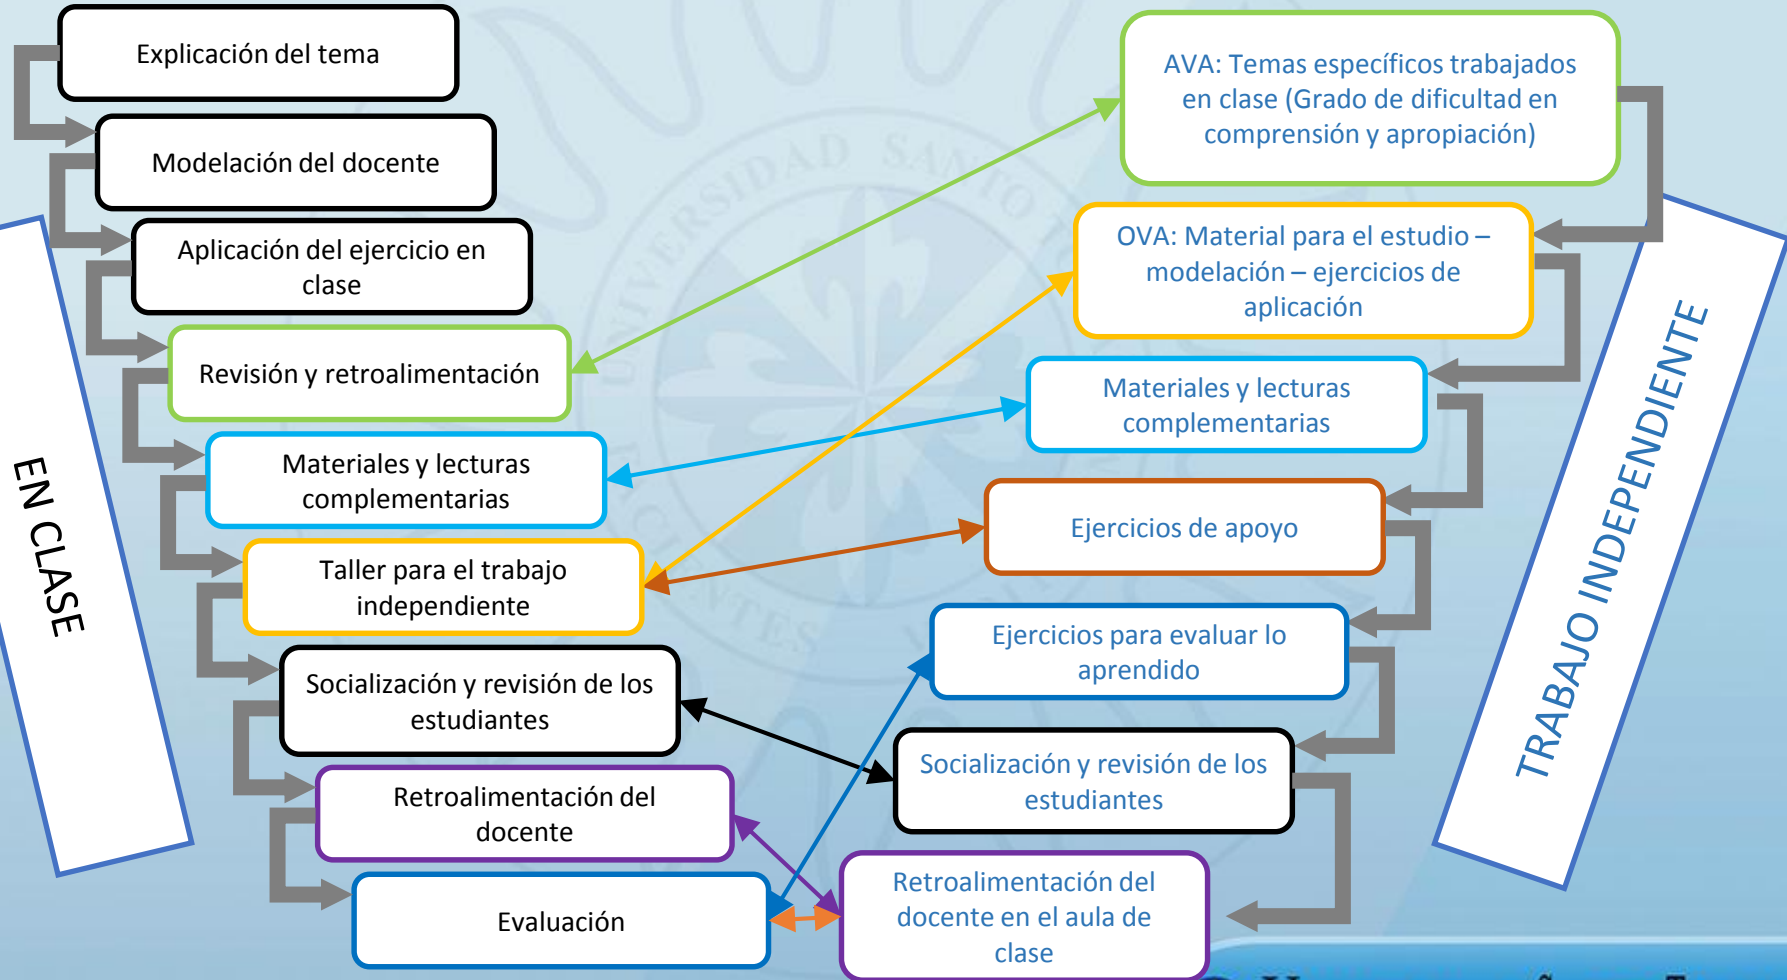 Explicación del tema
Modelación del docente
Aplicación del ejercicio en
clase
Revisión y retroalimentación
Materiales y lecturas
complementarias
Taller para el trabajo
independiente
Socialización y revisión de los
estudiantes
Retroalimentación del
docente
Evaluación
EN CLASE
AVA: Temas específicos trabajados
en clase (Grado de dificultad en
comprensión y apropiación)
OVA: Material para el estudio –
modelación – ejercicios de
aplicación
Materiales y lecturas
complementarias
Ejercicios de apoyo
Ejercicios para evaluar lo
aprendido
Socialización y revisión de los
estudiantes
Retroalimentación del
docente en el aula de
clase
TRABAJO INDEPENDIENTE
UNIVERSIDAD SANTO